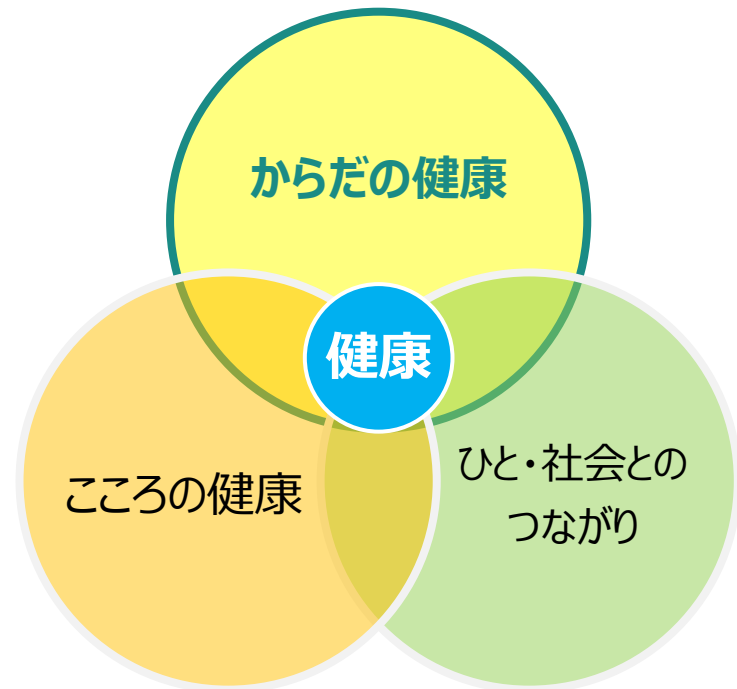 からだの健康
健康
こころの健康
ひと・社会との
つながり